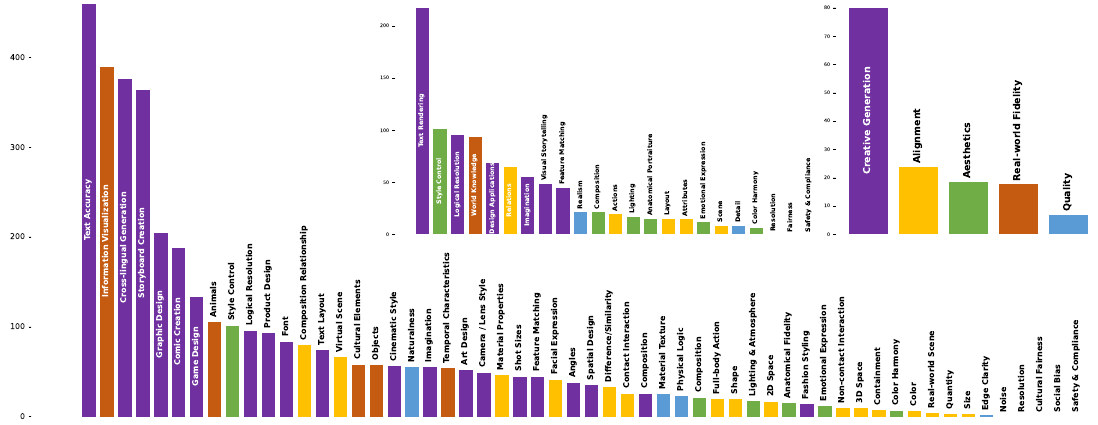 400
300
200
100
0
Text Accuracy
Information Visualization
Cross-lingual Generation
Storyboard Creation
Graphic Design
Comic Creation
Game Design
Animals
Style Control
Logical Resolution
Product Design
Font
Composition Relationship
Text Layout
Virtual Scene
Cultural Elements
Objects
Cinematic Style
Naturalness
Imagination
Temporal Characteristics
Art Design
Camera / Lens Style
Material Properties
Shot Sizes
Feature Matching
Facial Expression
Angles
Spatial Design
Difference/Similarity
Contact Interaction
Composition
Material Texture
Physical Logic
Composition
Full-body Action
Shape
Lighting & Atmosphere
2D Space
Anatomical Fidelity
Fashion Styling
Emotional Expression
Non-contact Interaction
3D Space
Containment
Color Harmony
Color
Real-world Scene
Quantity
Size
Edge Clarity
Noise
Resolution
Cultural Fairness
Social Bias
Safety & Compliance
200
150
100
50
0
Text Rendering
Style Control
Logical Resolution
World Knowledge
Design Applications
Relations
Imagination
Visual Storytelling
Feature Matching
Realism
Composition
Actions
Lighting
Anatomical Portraiture
Layout
Attributes
Emotional Expression
Scene
Detail
Color Harmony
Resolution
Fairness
Safety & Compliance
80
70
60
50
40
30
20
10
0
Creative Generation
Alignment
Aesthetics
Real-world Fidelity
Quality